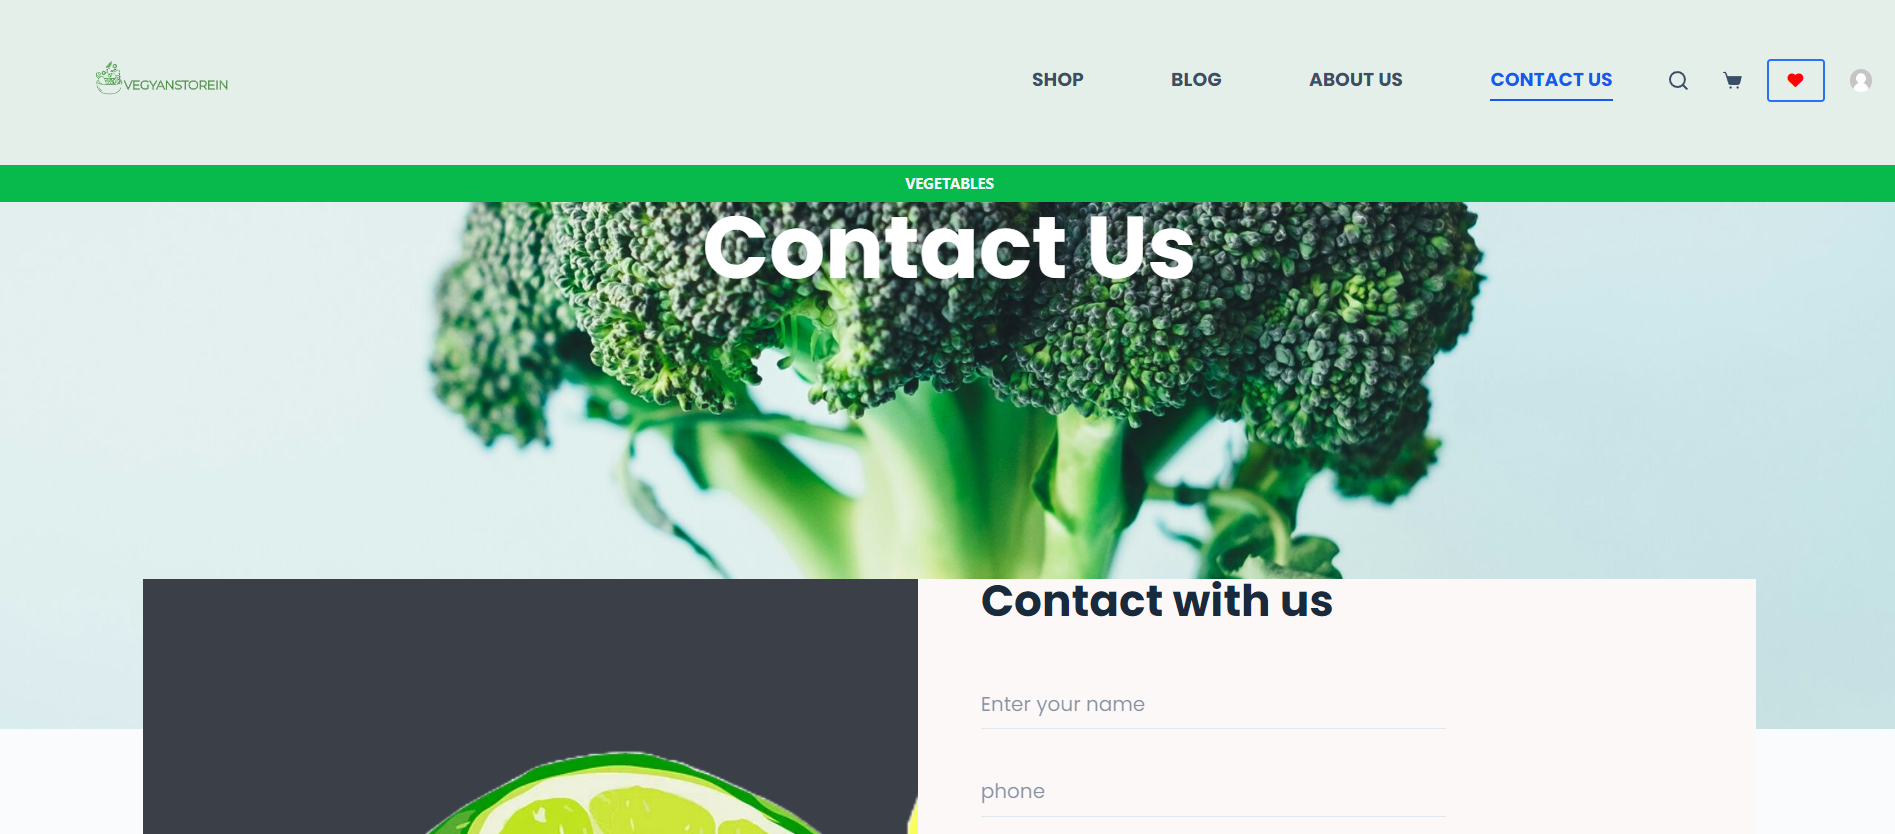 VEGYANSTOREIN
SHOP BLOG ABOUT US CONTACT US
VEGETABLES
Contact Us
Contact with us
Enter your name
phone